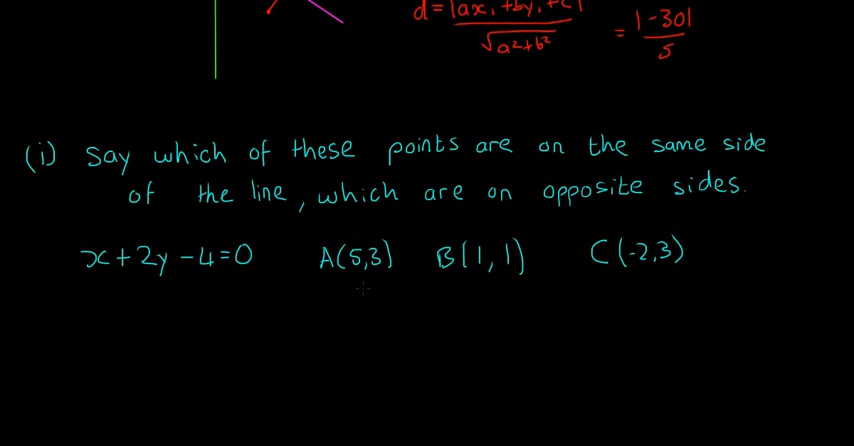 d = |ax₁ + by₁ + c| / √a²+b² = |-30| / 5
(i) Say which of these points are on the same side
of the line, which are on opposite sides.
x + 2y - 4 = 0 A(5,3) B(1, 1) C(-2,3)